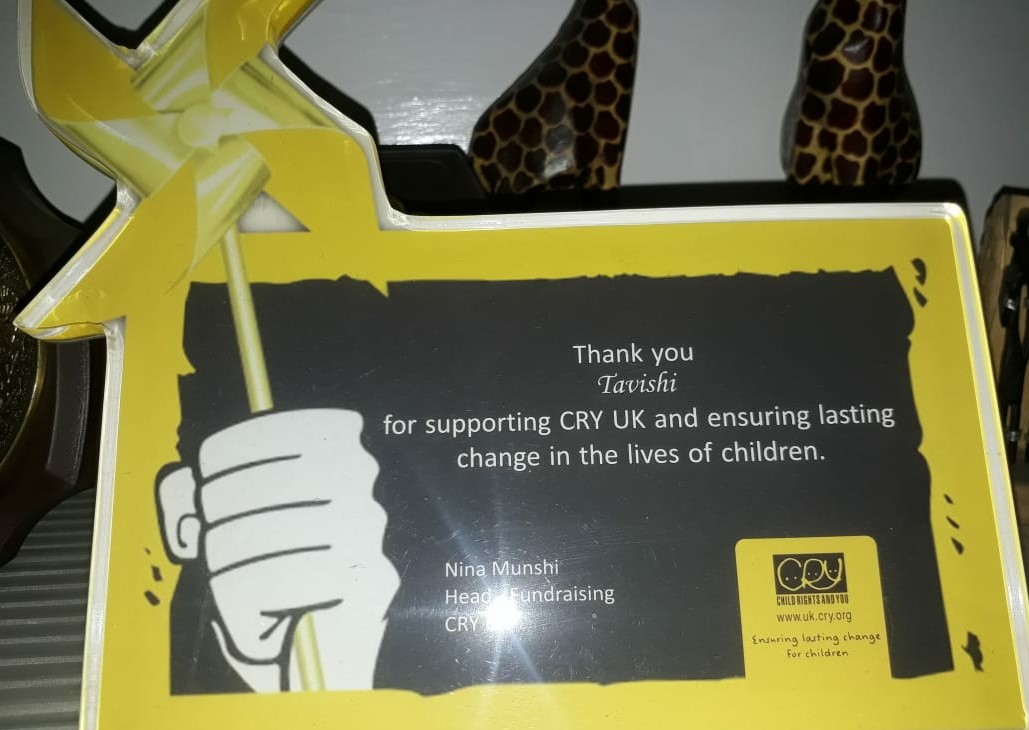 Thank you
Tavishi
for supporting CRY UK and ensuring lasting
change in the lives of children.
Nina Munshi
Head Fundraising
CRY
CRY
CHILD RIGHTS AND YOU
www.uk.cry.org
Ensuring lasting change
for children